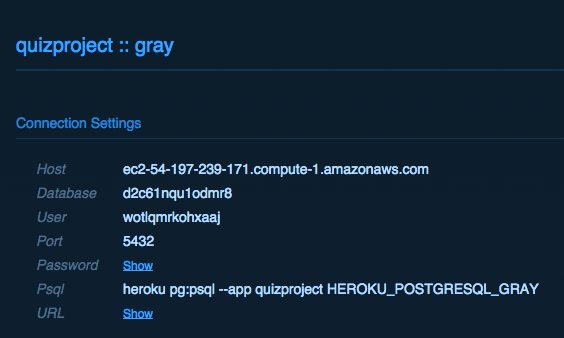 quizproject :: gray
Connection Settings
Host ec2-54-197-239-171.compute-1.amazonaws.com
Database d2c61nqu1odmr8
User wotlqmrkohxaaj
Port 5432
Password Show
Psql heroku pg:psql --app quizproject HEROKU_POSTGRESQL_GRAY
URL Show